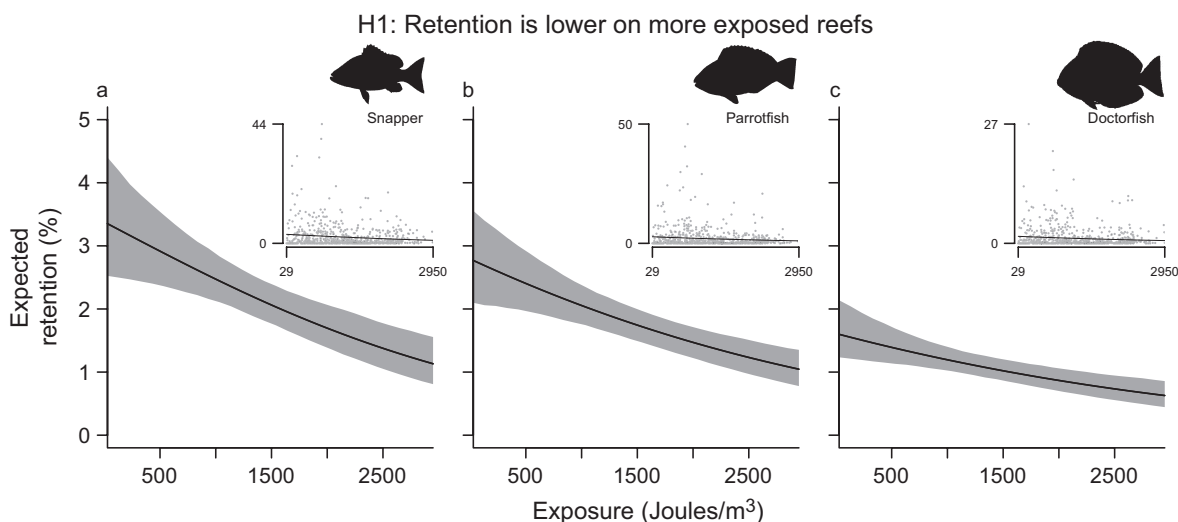 H1: Retention is lower on more exposed reefs
a
b
c
Snapper
Parrotfish
Doctorfish
44
0
29
2950
50
0
29
2950
27
0
29
2950
Expected
retention (%)
5
4
3
2
1
0
500
1500
2500
500
1500
2500
500
1500
2500
Exposure (Joules/m³)